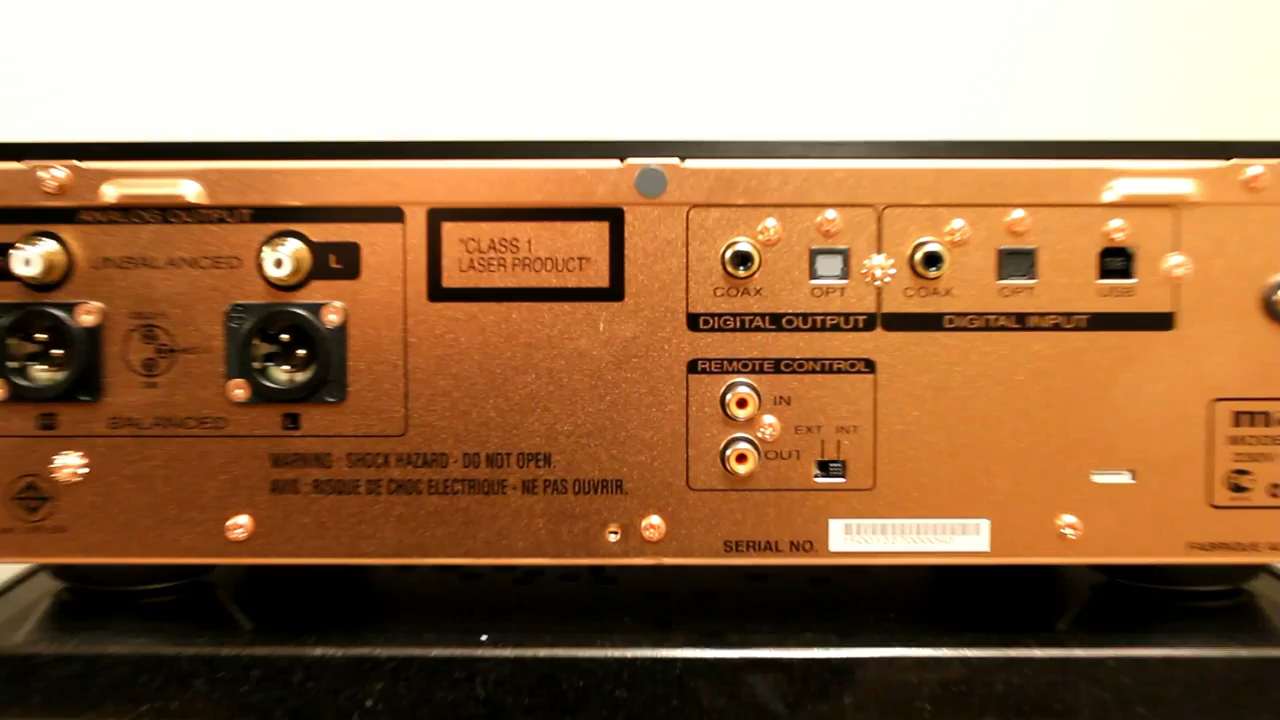 ANALOG OUTPUT
UNBALANCED
L
R
BALANCED
L
"CLASS 1
LASER PRODUCT"
WARNING : SHOCK HAZARD - DO NOT OPEN.
AVIS : RISQUE DE CHOC ELECTRIQUE - NE PAS OUVRIR.
COAX
OPT
DIGITAL OUTPUT
COAX
OPT
USB
DIGITAL INPUT
REMOTE CONTROL
IN
EXT INT
OUT
SERIAL NO.